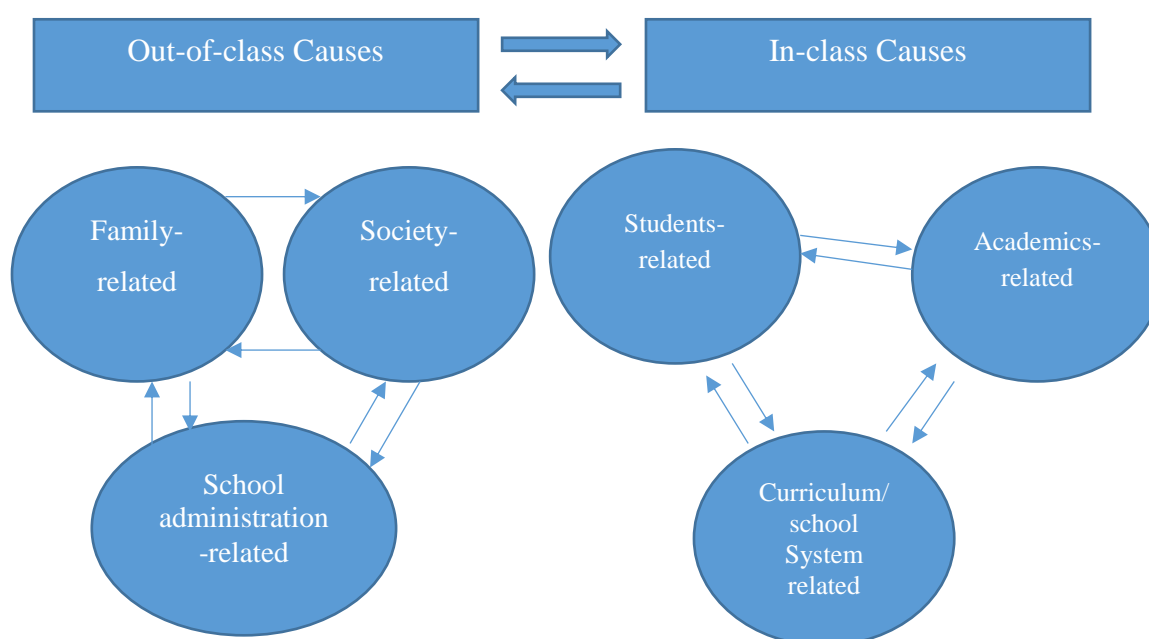 Out-of-class Causes
In-class Causes
Family-
related
Society-
related
School
administration
-related
Students-
related
Academics-
related
Curriculum/
school
System
related